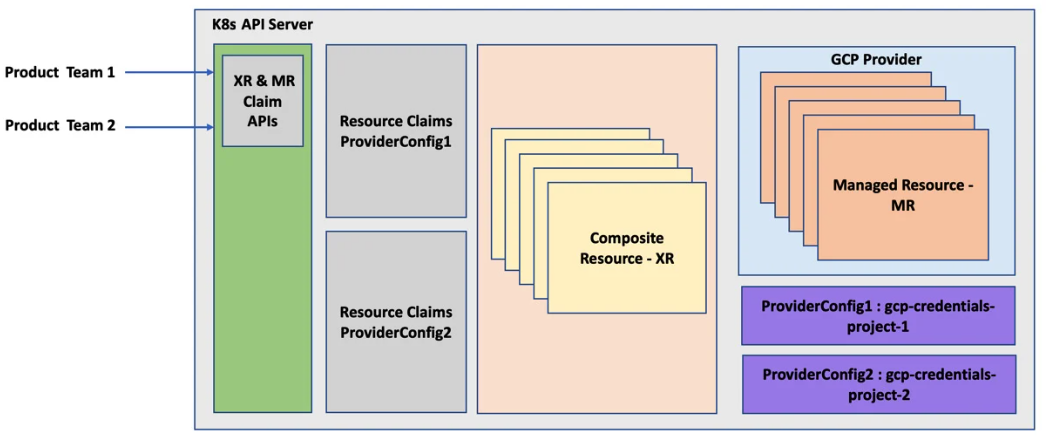 K8s API Server
Product Team 1
Product Team 2
XR & MR
Claim
APIs
Resource Claims
ProviderConfig1
Resource Claims
ProviderConfig2
Composite
Resource - XR
GCP Provider
Managed Resource -
MR
ProviderConfig1 : gcp-credentials-
project-1
ProviderConfig2 : gcp-credentials-
project-2